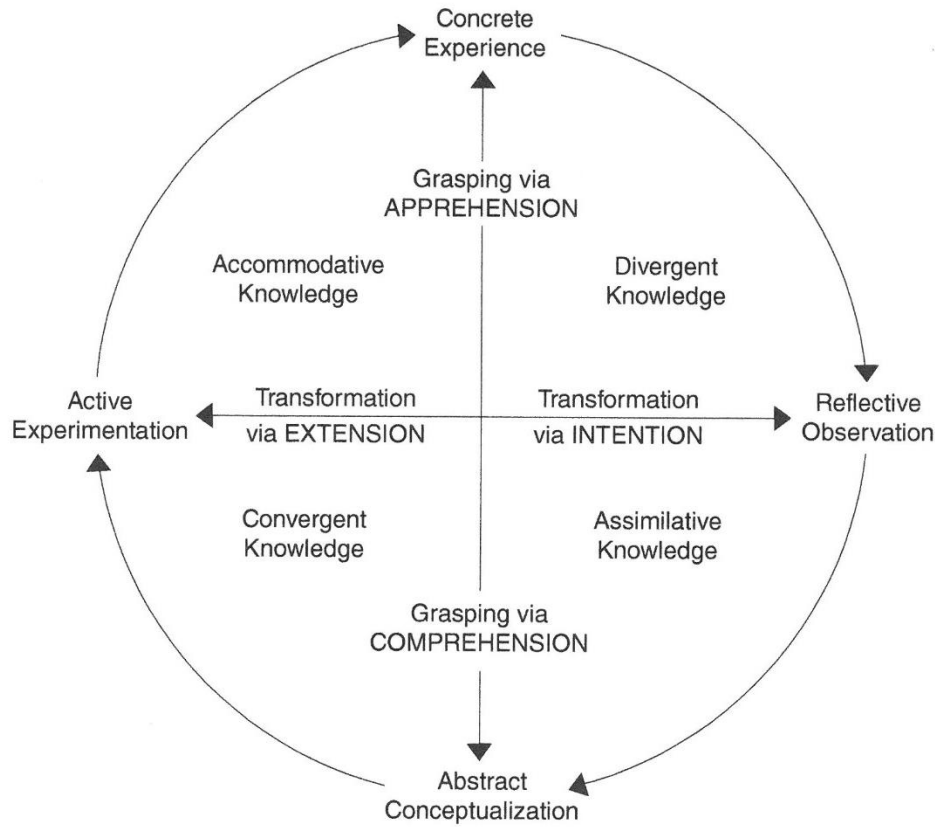 Concrete
Experience
Grasping via
APPREHENSION
Accommodative
Knowledge
Divergent
Knowledge
Active
Experimentation
Transformation
via EXTENSION
Transformation
via INTENTION
Reflective
Observation
Convergent
Knowledge
Assimilative
Knowledge
Grasping via
COMPREHENSION
Abstract
Conceptualization